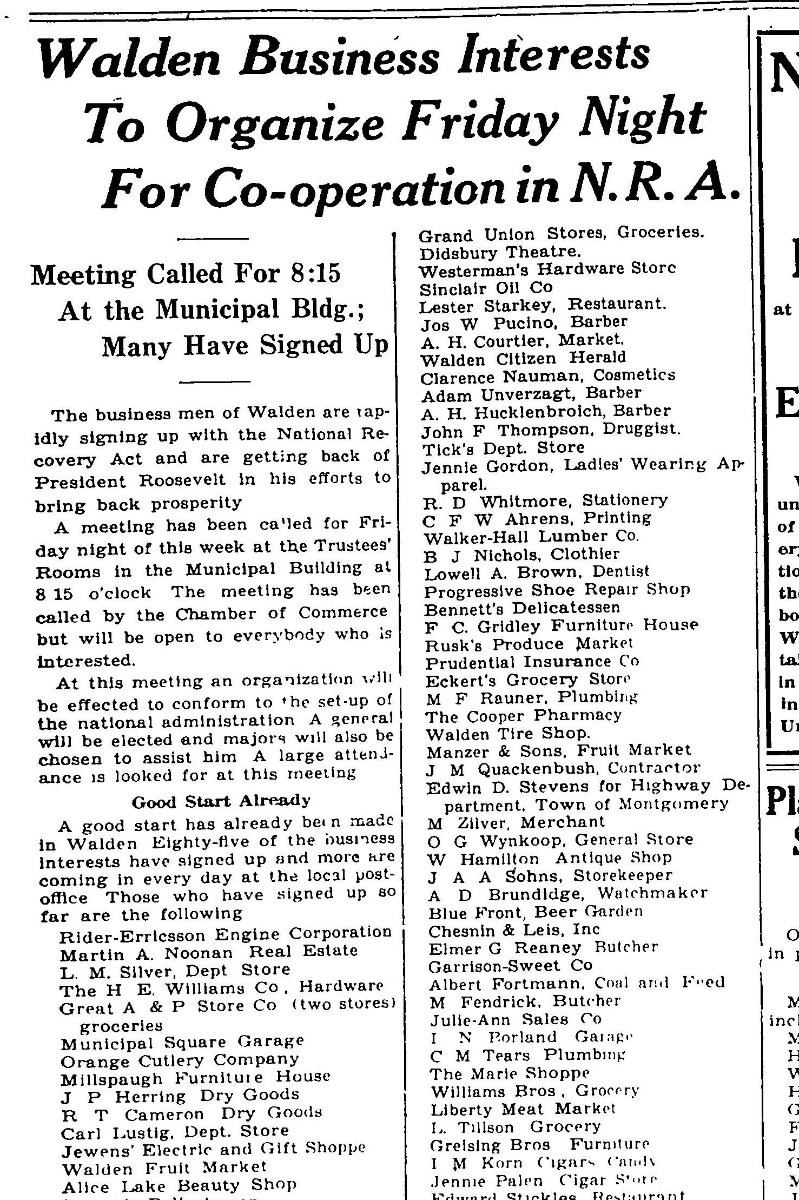 Walden Business Interests
To Organize Friday Night
For Co-operation in N. R. A.
Meeting Called For 8:15
At the Municipal Bldg.;
Many Have Signed Up
The business men of Walden are rap-
idly signing up with the National Re-
covery Act and are getting back of
President Roosevelt in his efforts to
bring back prosperity
A meeting has been called for Fri-
day night of this week at the Trustees'
Rooms in the Municipal Building at
8 15 o'clock The meeting has been
called by the Chamber of Commerce
but will be open to everybody who is
interested.
At this meeting an organization will
be effected to conform to the set-up of
the national administration A general
will be elected and majors will also be
chosen to assist him A large attend-
ance is looked for at this meeting
Good Start Already
A good start has already been made
in Walden Eighty-five of the business
interests have signed up and more are
coming in every day at the local post-
office Those who have signed up so
far are the following
Rider-Erricsson Engine Corporation
Martin A. Noonan Real Estate
L. M. Silver, Dept Store
The H E. Williams Co, Hardware
Great A & P Store Co (two stores)
groceries
Municipal Square Garage
Orange Cutlery Company
Millspaugh Furniture House
J P Herring Dry Goods
R T Cameron Dry Goods
Carl Lustig, Dept. Store
Jewens' Electric and Gift Shoppe
Walden Fruit Market
Alice Lake Beauty Shop
Grand Union Stores, Groceries.
Didsbury Theatre.
Westerman's Hardware Store
Sinclair Oil Co
Lester Starkey, Restaurant.
Jos W Pucino, Barber
A. H. Courtier, Market.
Walden Citizen Herald
Clarence Nauman, Cosmetics
Adam Unverzagt, Barber
A. H. Hucklenbroich, Barber
John F Thompson, Druggist.
Tick's Dept. Store
Jennie Gordon, Ladies' Wearing Ap-
parel.
R. D Whitmore, Stationery
C F W Ahrens, Printing
Walker-Hall Lumber Co.
B J Nichols, Clothier
Lowell A. Brown, Dentist
Progressive Shoe Repair Shop
Bennett's Delicatessen
F C. Gridley Furniture House
Rusk's Produce Market
Prudential Insurance Co
Eckert's Grocery Store
M F Rauner, Plumbing
The Cooper Pharmacy
Walden Tire Shop.
Manzer & Sons, Fruit Market
J M Quackenbush, Contractor
Edwin D. Stevens for Highway De-
partment, Town of Montgomery
M Zilver, Merchant
O G Wynkoop, General Store
W Hamilton Antique Shop
J A A Sohns, Storekeeper
A D Brundidge, Watchmaker
Blue Front, Beer Garden
Chesnin & Leis, Inc
Elmer G Reaney Butcher
Garrison-Sweet Co
Albert Fortmann, Coal and Feed
M Fendrick, Butcher
Julie-Ann Sales Co
I N Borland Garage
C M Tears Plumbing
The Marie Shoppe
Williams Bros, Grocery
Liberty Meat Market
L. Tillson Grocery
Greising Bros Furniture
I M Korn Cigars Candy
Jennie Palen Cigar Store
Edward Stickles Restaurant
at